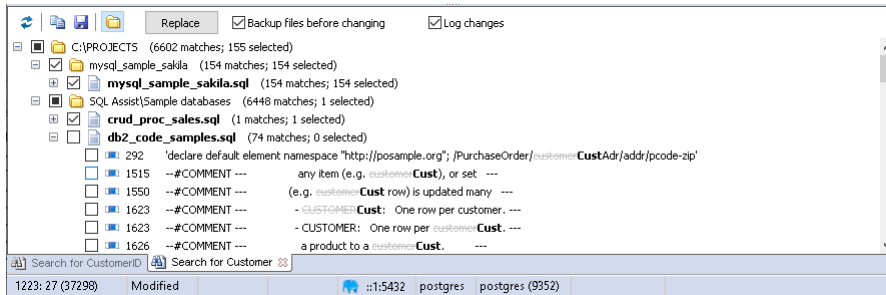 Replace Backup files before changing Log changes
C:\PROJECTS (6602 matches; 155 selected)
mysql_sample_sakila (154 matches; 154 selected)
mysql_sample_sakila.sql (154 matches; 154 selected)
SQL Assist\Sample databases (6448 matches; 1 selected)
crud_proc_sales.sql (1 matches; 1 selected)
db2_code_samples.sql (74 matches; 0 selected)
292 'declare default element namespace "http://posample.org"; /PurchaseOrder/customerCustAdr/addr/pcode-zip'
1515 --#COMMENT --- any item (e.g. customerCust), or set ---
1550 --#COMMENT --- (e.g. customerCust row) is updated many ---
1623 --#COMMENT --- - CUSTOMERCust: One row per customer. ---
1623 --#COMMENT --- - CUSTOMER: One row per customerCust. ---
1626 --#COMMENT --- a product to a customerCust. ---
Search for CustomerID Search for Customer
1223: 27 (37298) Modified ::1:5432 postgres postgres (9352)